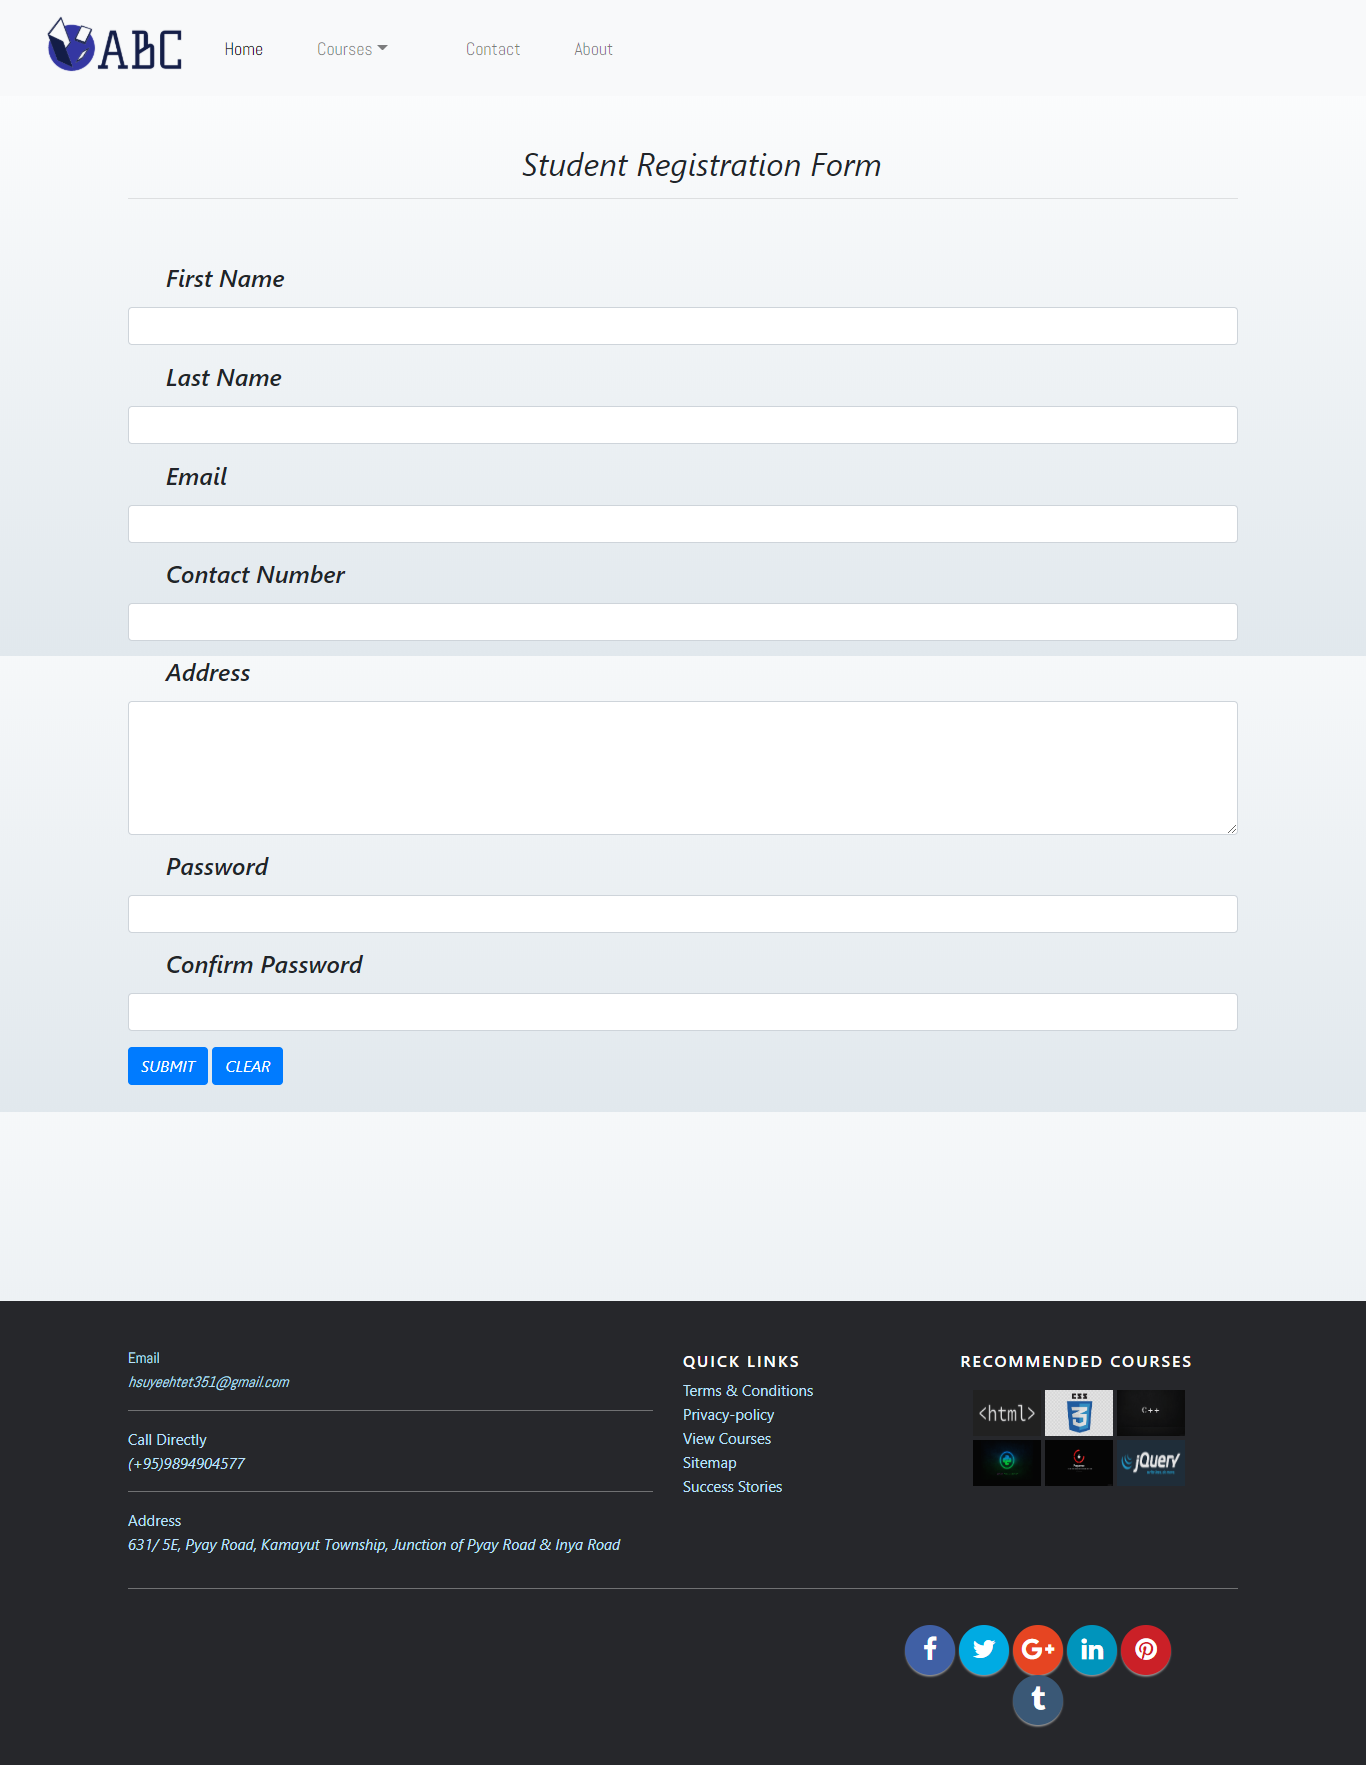 ABC
Home Courses Contact About
Student Registration Form
First Name
Last Name
Email
Contact Number
Address
Password
Confirm Password
SUBMIT CLEAR
Email
hsuyeehtet351@gmail.com
Call Directly
(+95)9894904577
Address
631/ 5E, Pyay Road, Kamayut Township, Junction of Pyay Road & Inya Road
QUICK LINKS
Terms & Conditions
Privacy-policy
View Courses
Sitemap
Success Stories
RECOMMENDED COURSES
<html> CSS 3 C++
jQuery
f G+ in t